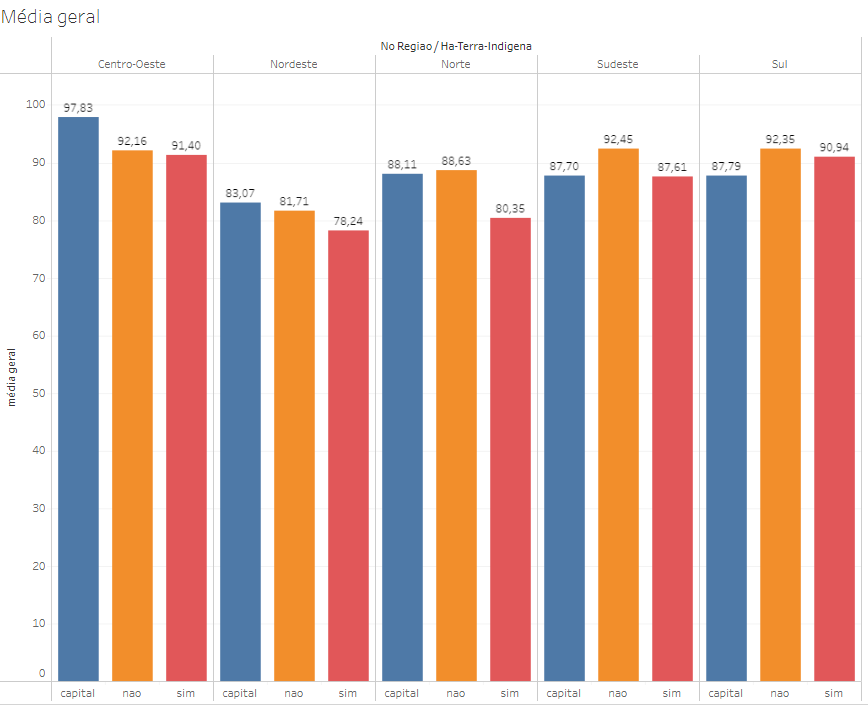 Média geral
No Regiao / Ha-Terra-Indigena
Centro-Oeste Nordeste Norte Sudeste Sul
média geral
100
90
80
70
60
50
40
30
20
10
0
97,83 92,16 91,40 83,07 81,71 78,24 88,11 88,63 80,35 87,70 92,45 87,61 87,79 92,35 90,94
capital nao sim capital nao sim capital nao sim capital nao sim capital nao sim